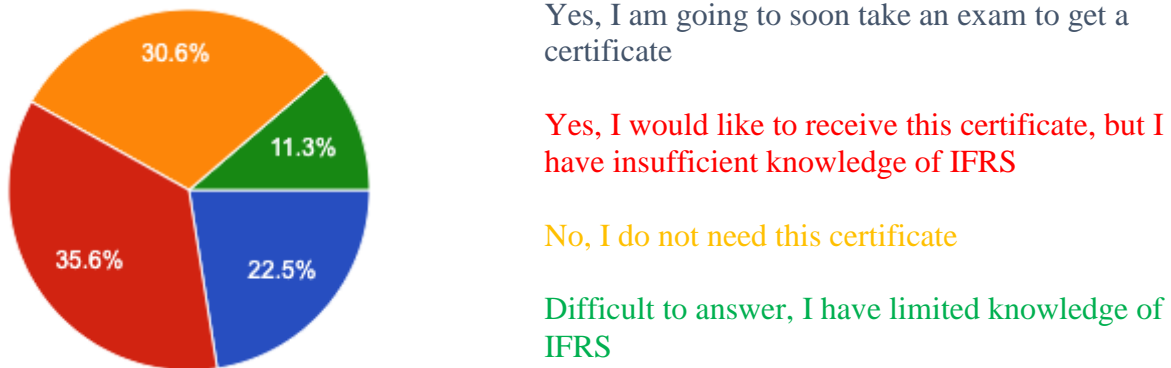 30.6%
11.3%
35.6%
22.5%
Yes, I am going to soon take an exam to get a
certificate
Yes, I would like to receive this certificate, but I
have insufficient knowledge of IFRS
No, I do not need this certificate
Difficult to answer, I have limited knowledge of
IFRS